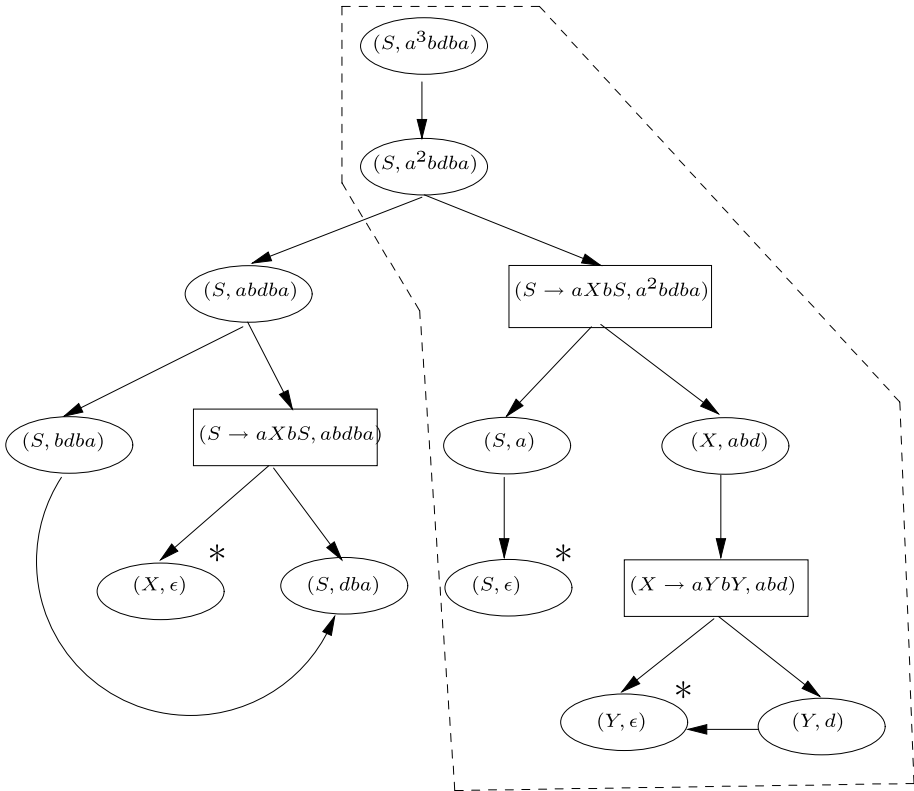 (S, a³bdba)
(S, a²bdba)
(S, abdba)
(S → aXbS, a²bdba)
(S, bdba)
(S → aXbS, abdba)
(S, a)
(X, abd)
(X, ϵ)
*
(S, dba)
(S, ϵ)
*
(X → aYbY, abd)
(Y, ϵ)
*
(Y, d)